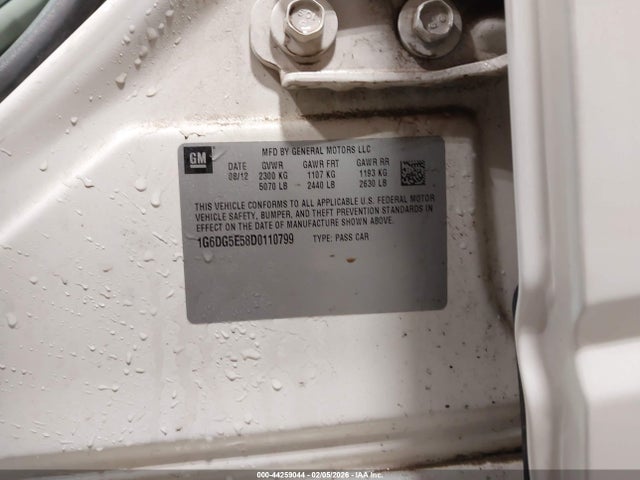 GM
MFD BY GENERAL MOTORS LLC
DATE GVWR GAWR FRT GAWR RR
08/12 2300 KG 1107 KG 1193 KG
5070 LB 2440 LB 2630 LB
THIS VEHICLE CONFORMS TO ALL APPLICABLE U.S. FEDERAL MOTOR
VEHICLE SAFETY, BUMPER, AND THEFT PREVENTION STANDARDS IN
EFFECT ON THE DATE OF MANUFACTURE SHOWN ABOVE.
1G6DG5E58D0110799 TYPE: PASS CAR
000-44259044 - 02/05/2026 - IAA Inc.